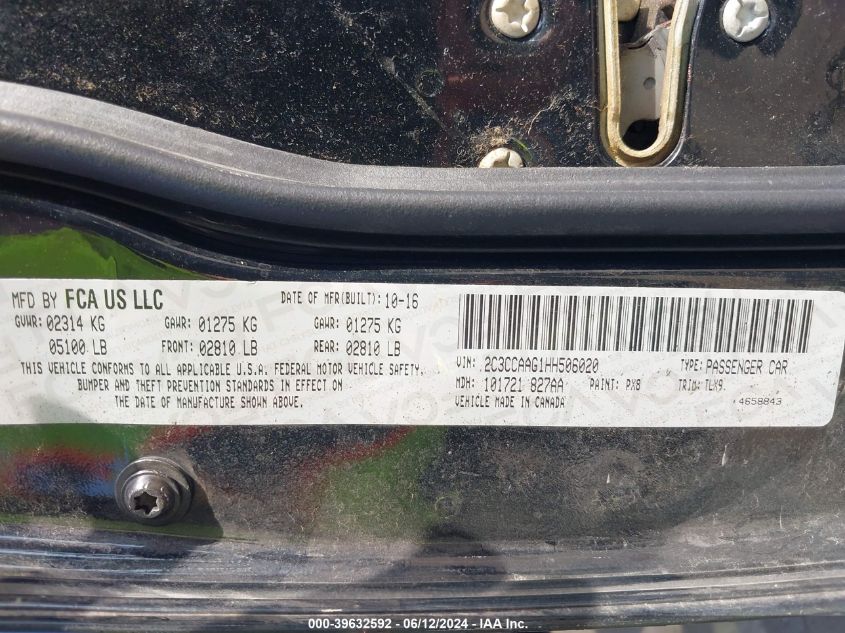 MFD BY FCA US LLC DATE OF MFR(BUILT): 10-16
GVWR: 02314 KG GAWR: 01275 KG GAWR: 01275 KG
05100 LB FRONT: 02810 LB REAR: 02810 LB
THIS VEHICLE CONFORMS TO ALL APPLICABLE U.S.A. FEDERAL MOTOR VEHICLE SAFETY,
BUMPER AND THEFT PREVENTION STANDARDS IN EFFECT ON
THE DATE OF MANUFACTURE SHOWN ABOVE.
VIN: 2C3CCAAG1HH506020 TYPE: PASSENGER CAR
MDH: 101721 827AA PAINT: PX8 TRIM: TLX9
VEHICLE MADE IN CANADA 4658843
000-39632592 - 06/12/2024 - IAA Inc.